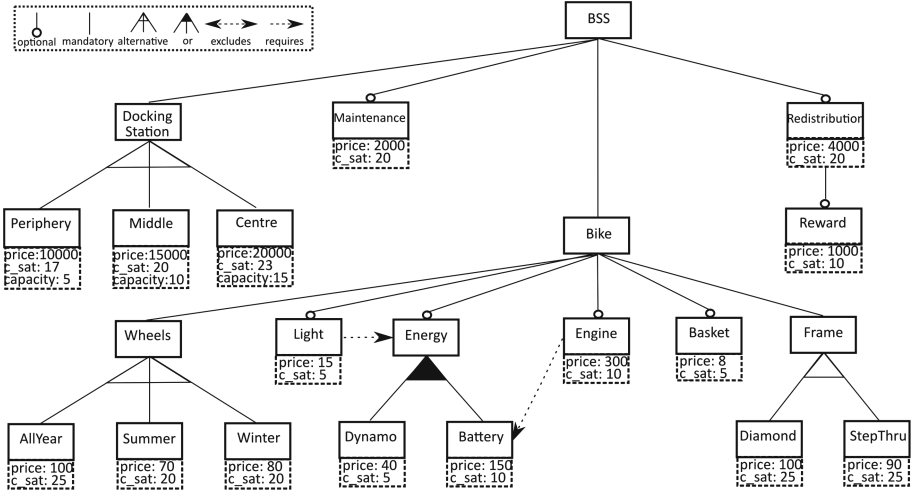 BSS
optional mandatory alternative or excludes requires
Docking
Station
Maintenance
price: 2000
c_sat: 20
Redistribution
price: 4000
c_sat: 20
Periphery
price:10000
c_sat: 17
capacity: 5
Middle
price:15000
c_sat: 20
capacity:10
Centre
price:20000
c_sat: 23
capacity:15
Bike
Reward
price: 1000
c_sat: 10
Wheels
Light
price: 15
c_sat: 5
Energy
Engine
price: 300
c_sat: 10
Basket
price: 8
c_sat: 5
Frame
AllYear
price: 100
c_sat: 25
Summer
price: 70
c_sat: 20
Winter
price: 80
c_sat: 20
Dynamo
price: 40
c_sat: 5
Battery
price: 150
c_sat: 10
Diamond
price: 100
c_sat: 25
StepThru
price: 90
c_sat: 25